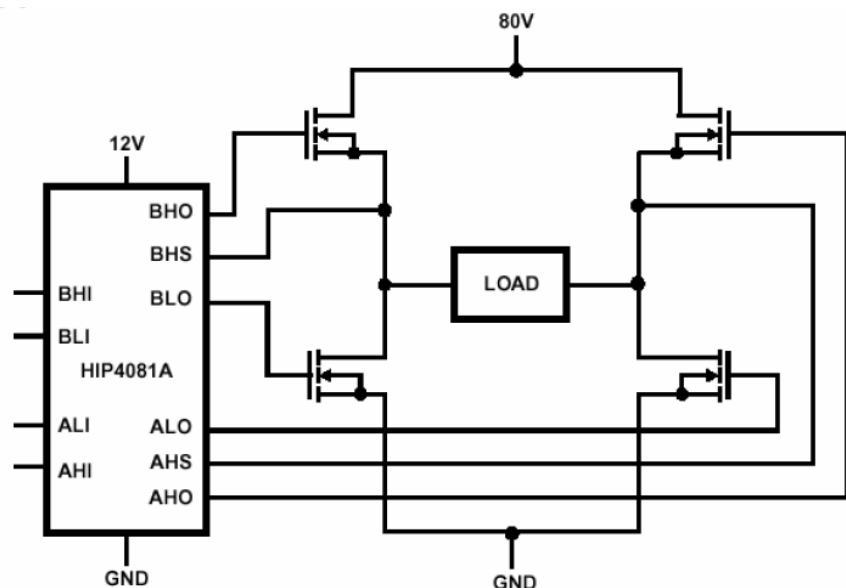 80V
12V
BHO
BHS
BHI
BLO
LOAD
BLI
HIP4081A
ALI
ALO
AHS
AHI
AHO
GND
GND